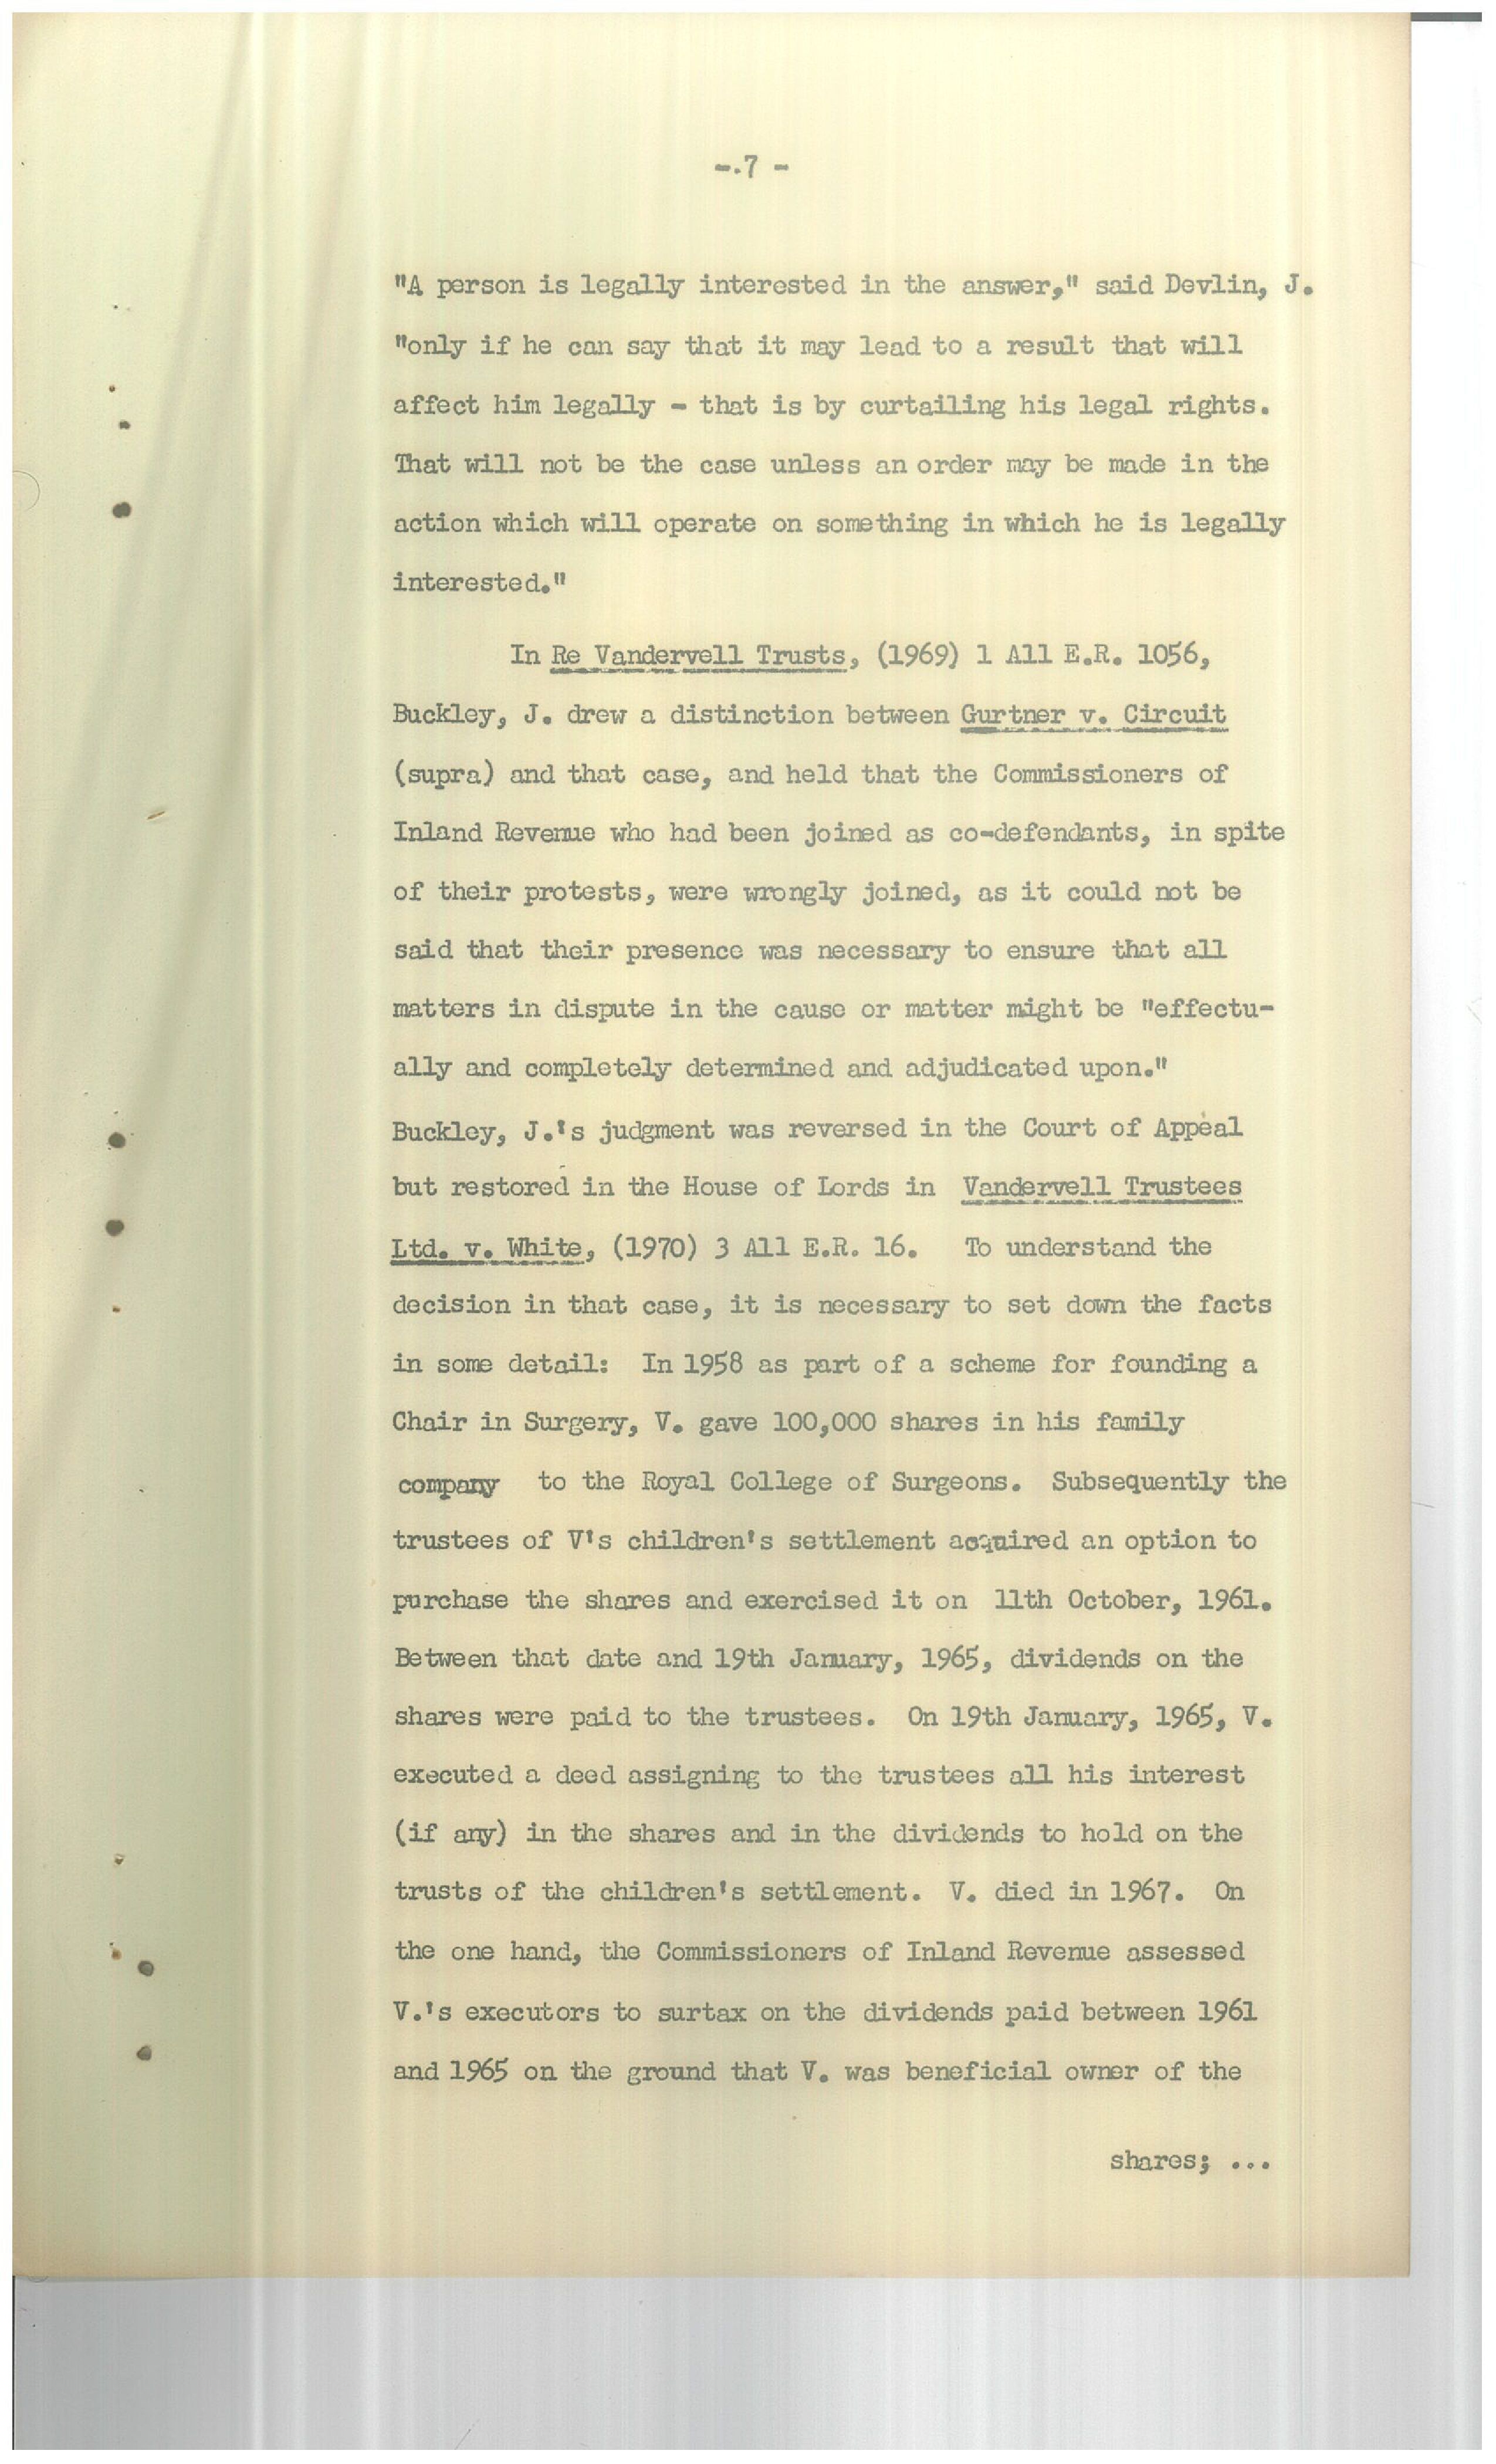 -.7 -
"A person is legally interested in the answer," said Devlin, J.
"only if he can say that it may lead to a result that will
affect him legally - that is by curtailing his legal rights.
That will not be the case unless an order may be made in the
action which will operate on something in which he is legally
interested."
In Re Vandervell Trusts, (1969) 1 All E.R. 1056,
Buckley, J. drew a distinction between Gurtner v. Circuit
(supra) and that case, and held that the Commissioners of
Inland Revenue who had been joined as co-defendants, in spite
of their protests, were wrongly joined, as it could not be
said that their presence was necessary to ensure that all
matters in dispute in the cause or matter might be "effectu-
ally and completely determined and adjudicated upon."
Buckley, J.'s judgment was reversed in the Court of Appeal
but restored in the House of Lords in Vandervell Trustees
Ltd. v. White, (1970) 3 All E.R. 16. To understand the
decision in that case, it is necessary to set down the facts
in some detail: In 1958 as part of a scheme for founding a
Chair in Surgery, V. gave 100,000 shares in his family
company to the Royal College of Surgeons. Subsequently the
trustees of V's children's settlement acquired an option to
purchase the shares and exercised it on 11th October, 1961.
Between that date and 19th January, 1965, dividends on the
shares were paid to the trustees. On 19th January, 1965, V.
executed a deed assigning to the trustees all his interest
(if any) in the shares and in the dividends to hold on the
trusts of the children's settlement. V. died in 1967. On
the one hand, the Commissioners of Inland Revenue assessed
V.'s executors to surtax on the dividends paid between 1961
and 1965 on the ground that V. was beneficial owner of the
shares; ...